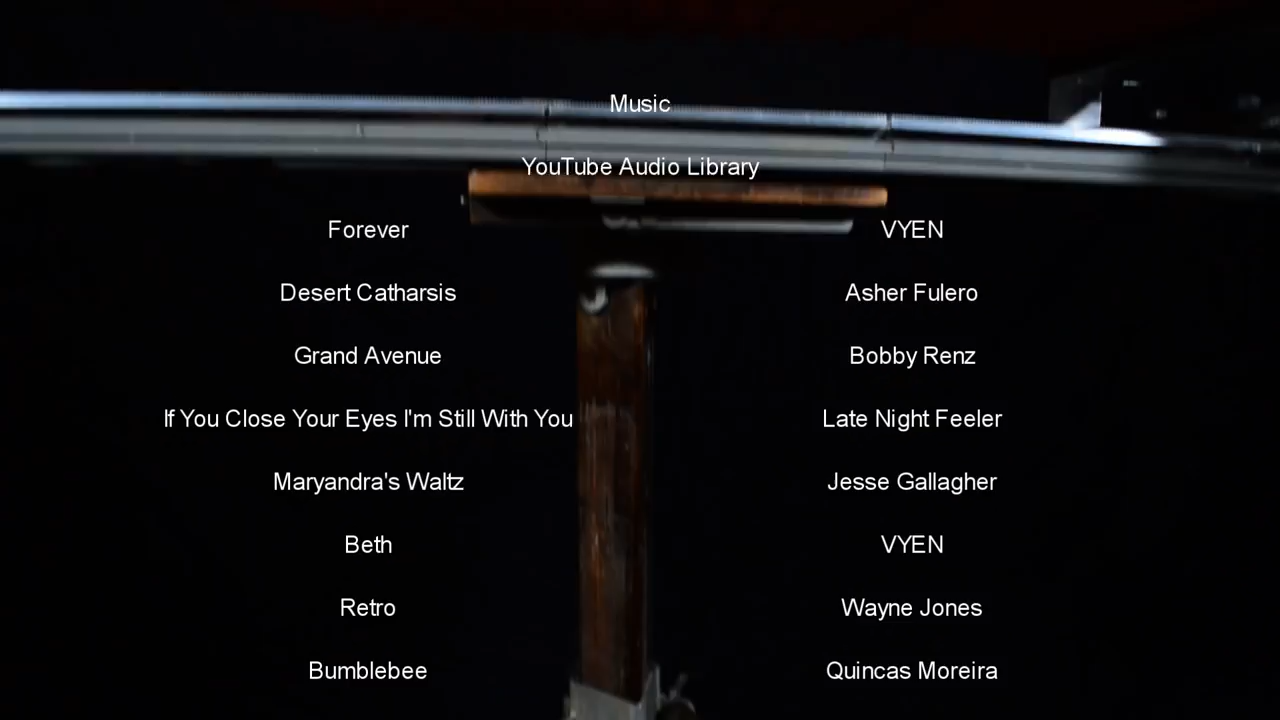 Music
YouTube Audio Library
Forever VYEN
Desert Catharsis Asher Fulero
Grand Avenue Bobby Renz
If You Close Your Eyes I'm Still With You Late Night Feeler
Maryandra's Waltz Jesse Gallagher
Beth VYEN
Retro Wayne Jones
Bumblebee Quincas Moreira